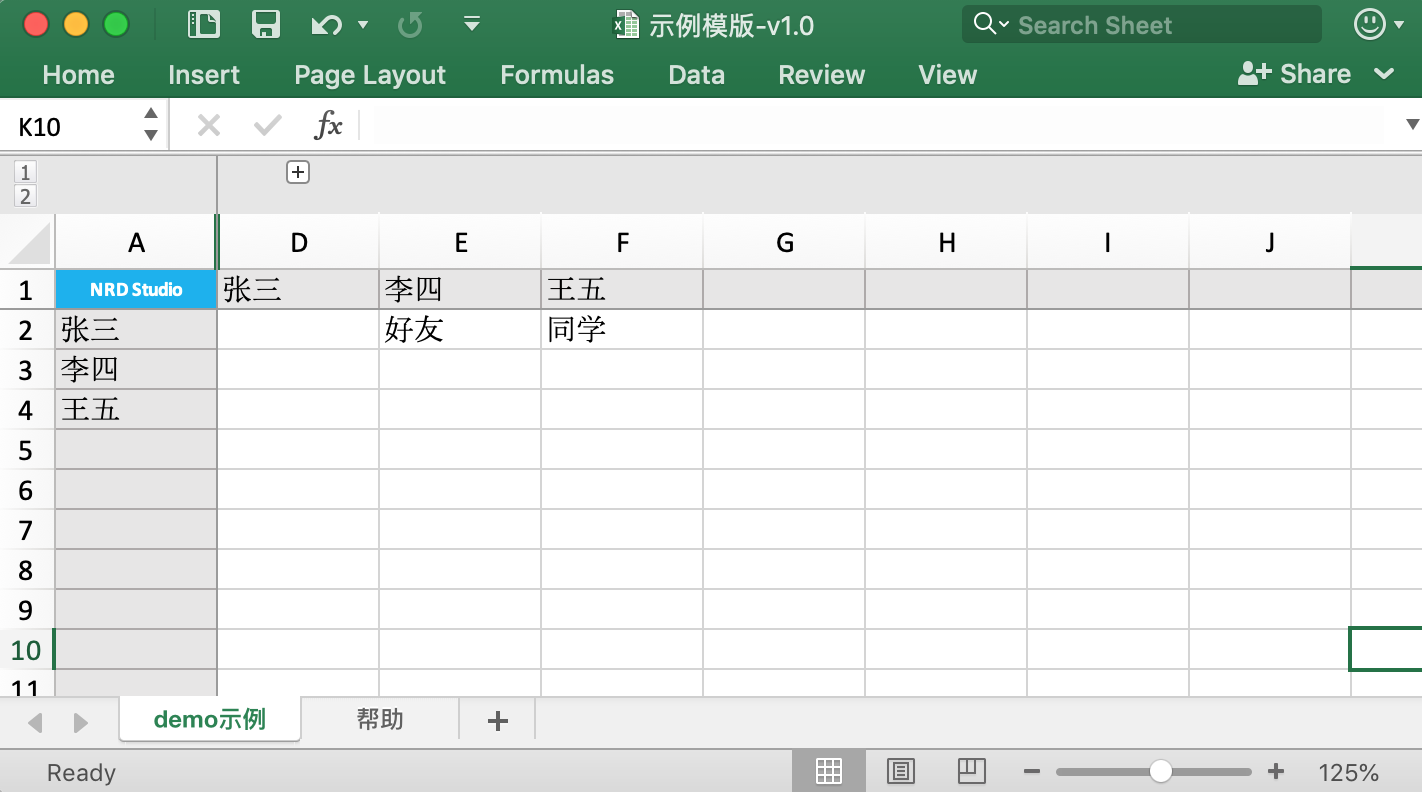 示例模版-v1.0
Search Sheet
Home Insert Page Layout Formulas Data Review View Share
K10 fx
1
2
A D E F G H I J
1 NRD Studio 张三 李四 王五
2 张三 好友 同学
3 李四
4 王五
5
6
7
8
9
10
11
demo示例 帮助
Ready 125%